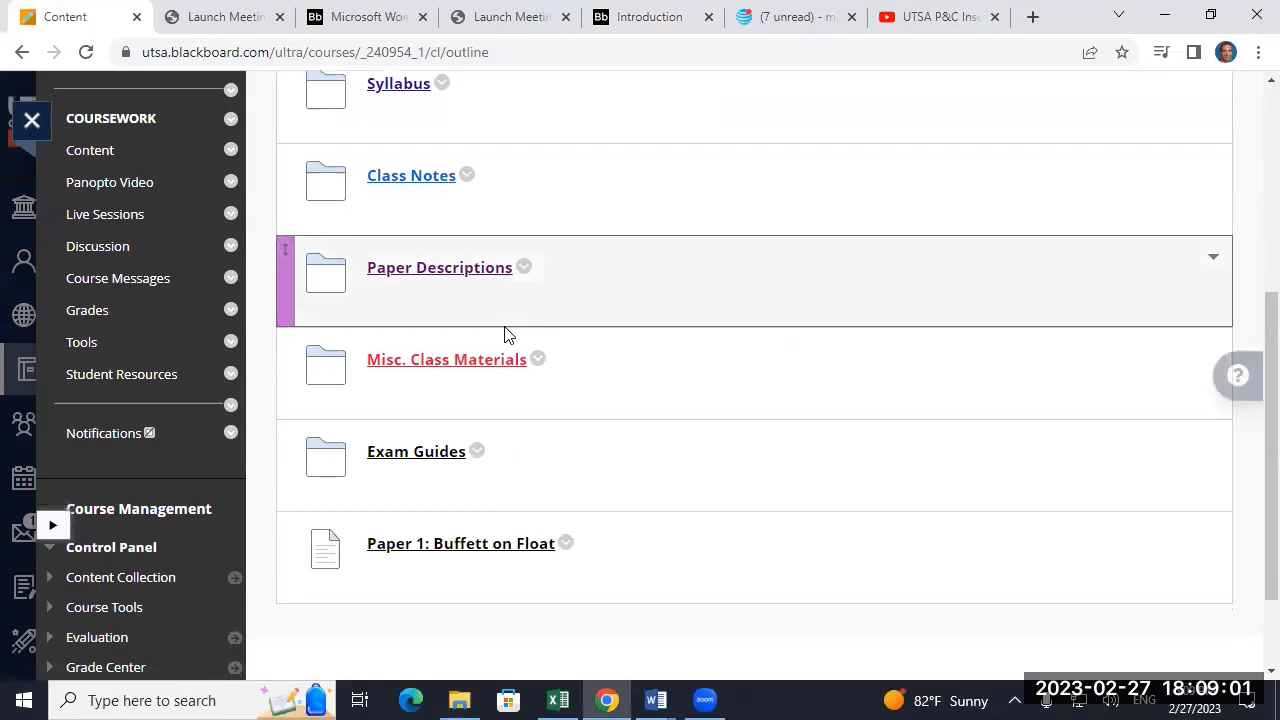 Content
Launch Meetin
Bb Microsoft Wo
Launch Meetin
Bb Introduction
(7 unread) - m
UTSA P&C Ins
utsa.blackboard.com/ultra/courses/_240954_1/cl/outline
COURSEWORK
Content
Panopto Video
Live Sessions
Discussion
Course Messages
Grades
Tools
Student Resources
Notifications
Course Management
Control Panel
Content Collection
Course Tools
Evaluation
Grade Center
1
Syllabus
Class Notes
Paper Descriptions
Misc. Class Materials
Exam Guides
Paper 1: Buffett on Float
?
Type here to search
zoom
82°F Sunny
ENG
2023-02-27 18:09:01
2/27/2023